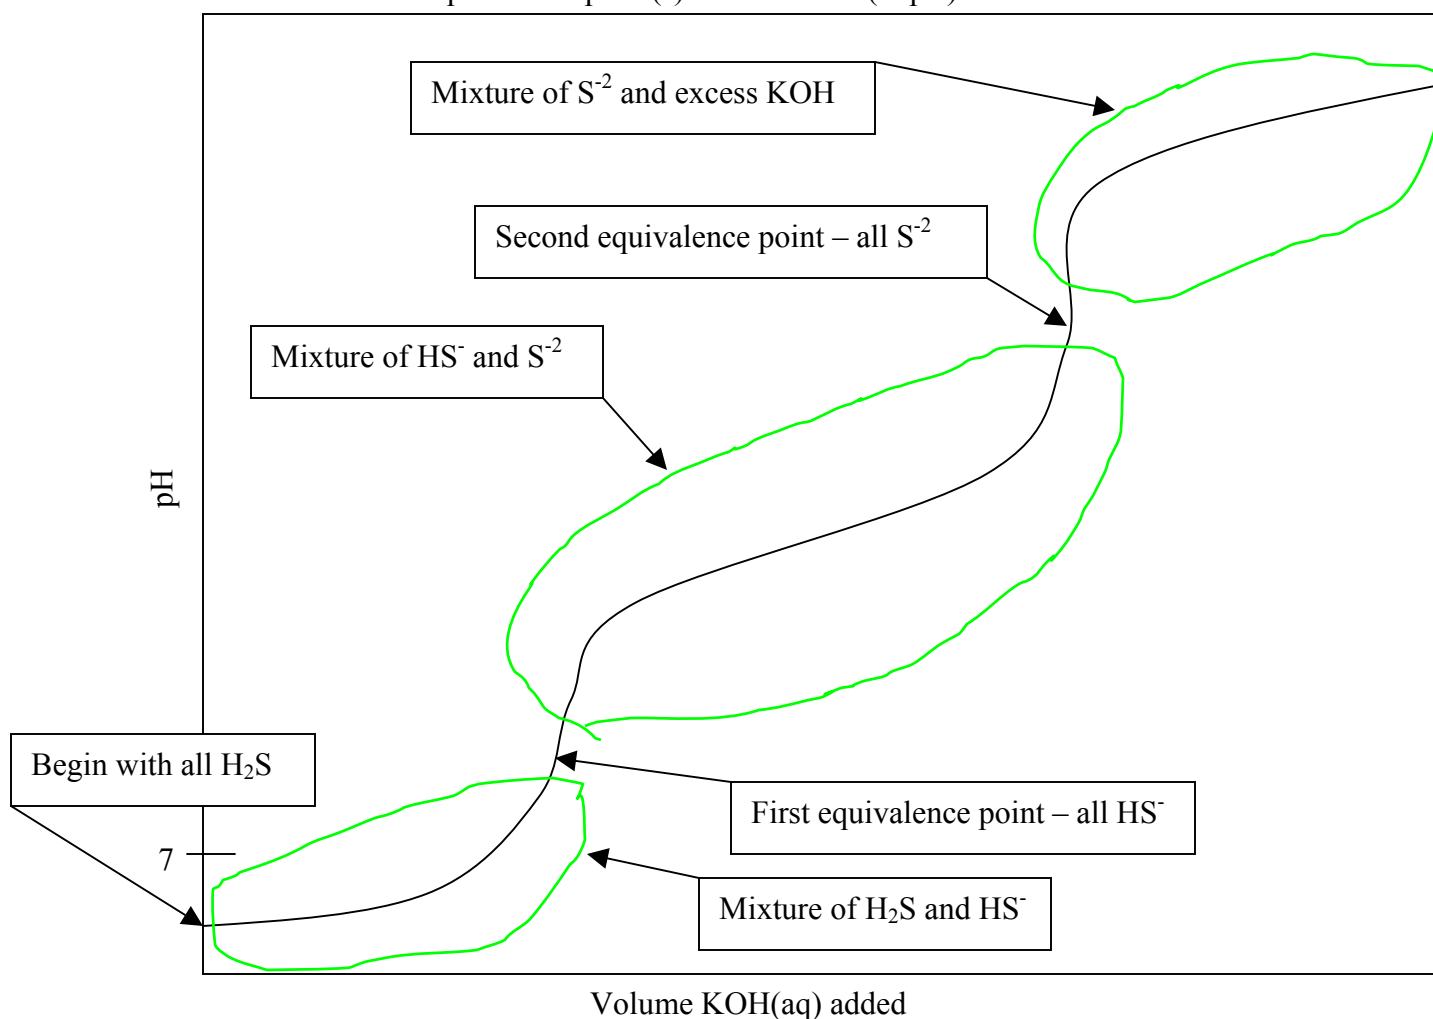 Mixture of S⁻² and excess KOH
Second equivalence point – all S⁻²
Mixture of HS⁻ and S⁻²
pH
Begin with all H₂S
First equivalence point – all HS⁻
7
Mixture of H₂S and HS⁻
Volume KOH(aq) added